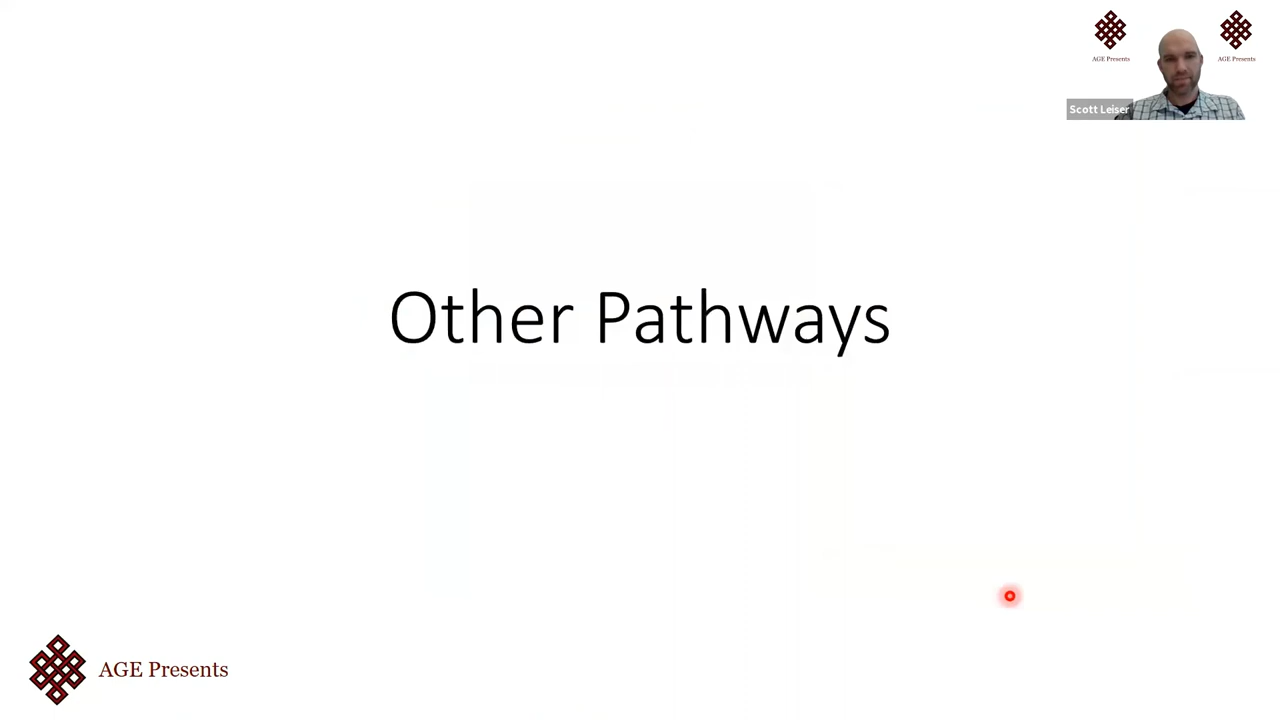 AGE Presents
AGE Presents
Scott Leiser
Other Pathways
AGE Presents